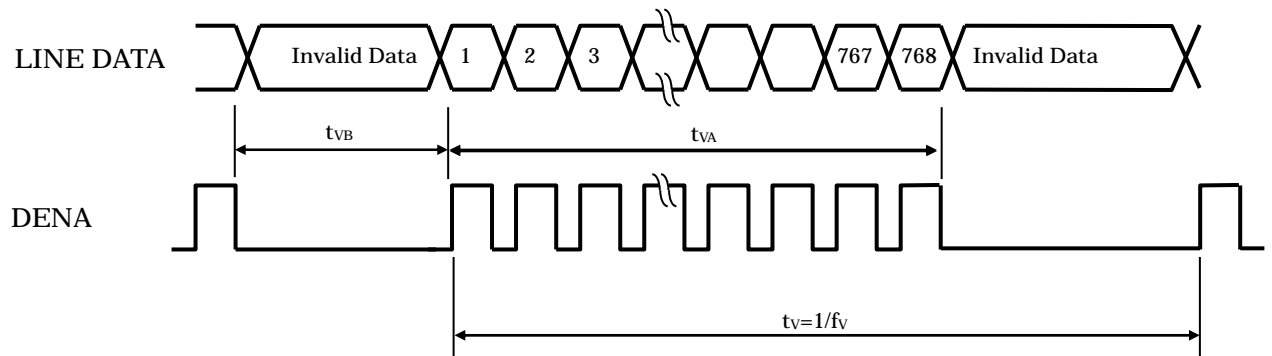 LINE DATA Invalid Data 1 2 3 767 768 Invalid Data
tVB tVA
DENA
tV=1/fV